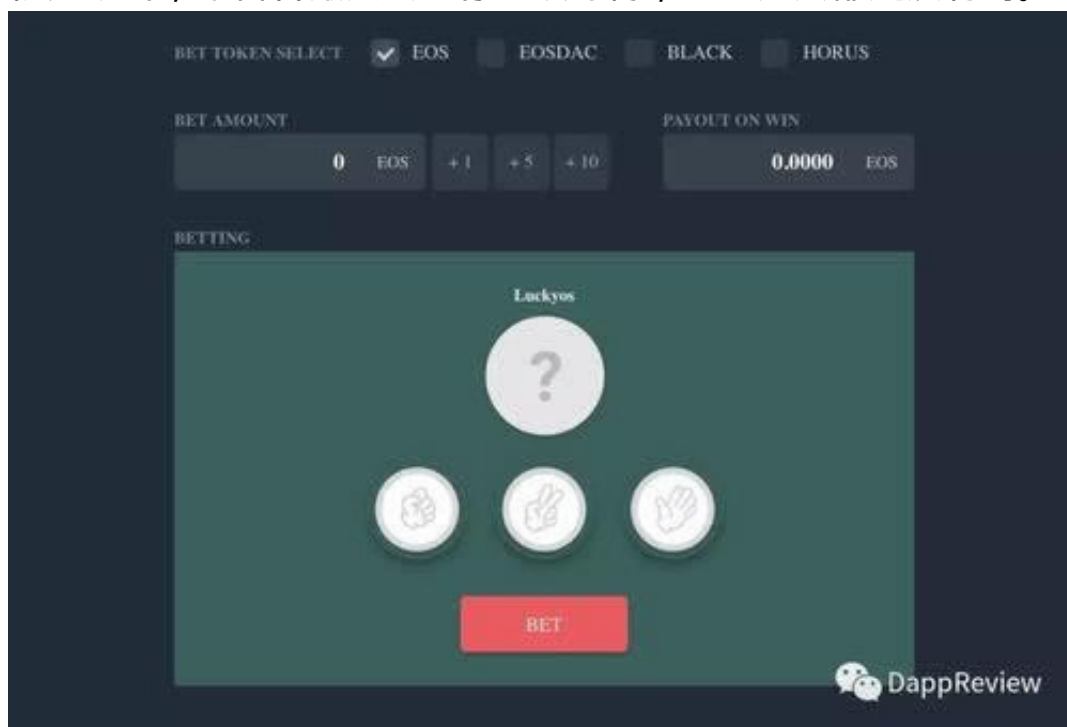 BET TOKEN SELECT EOS EOSDAC BLACK HORUS
BET AMOUNT PAYOUT ON WIN
0 EOS + 1 + 5 + 10 0.0000 EOS
BETTING
Luckyos
?
BET
DappReview